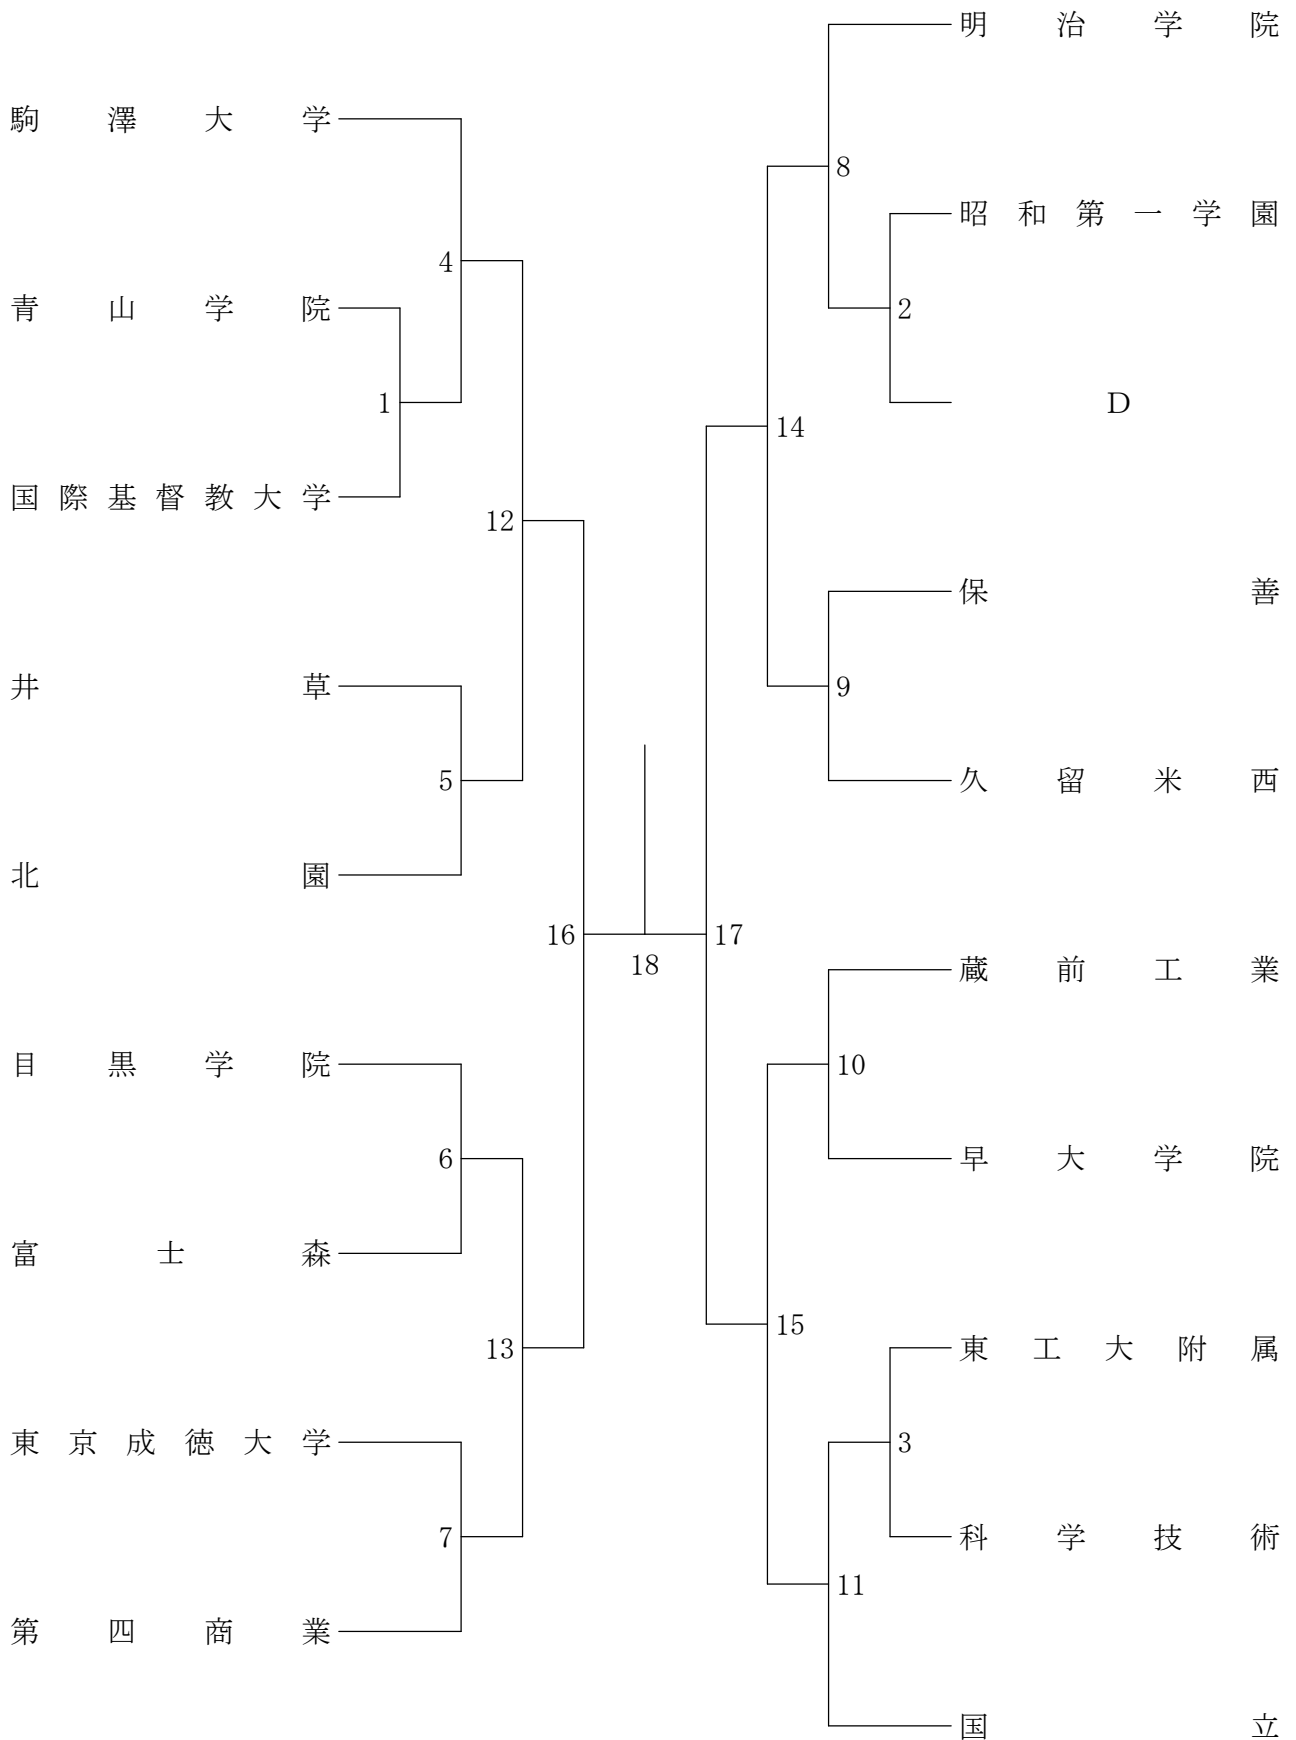 駒澤大学
4
青山学院
1
国際基督教大学
12
井草
5
北園
16
目黒学院
6
富士森
13
東京成徳大学
7
第四商業
18
明治学院
8
昭和第一学園
2
D
14
保善
9
久留米西
17
蔵前工業
10
早大学院
15
東工大附属
3
科学技術
11
国立